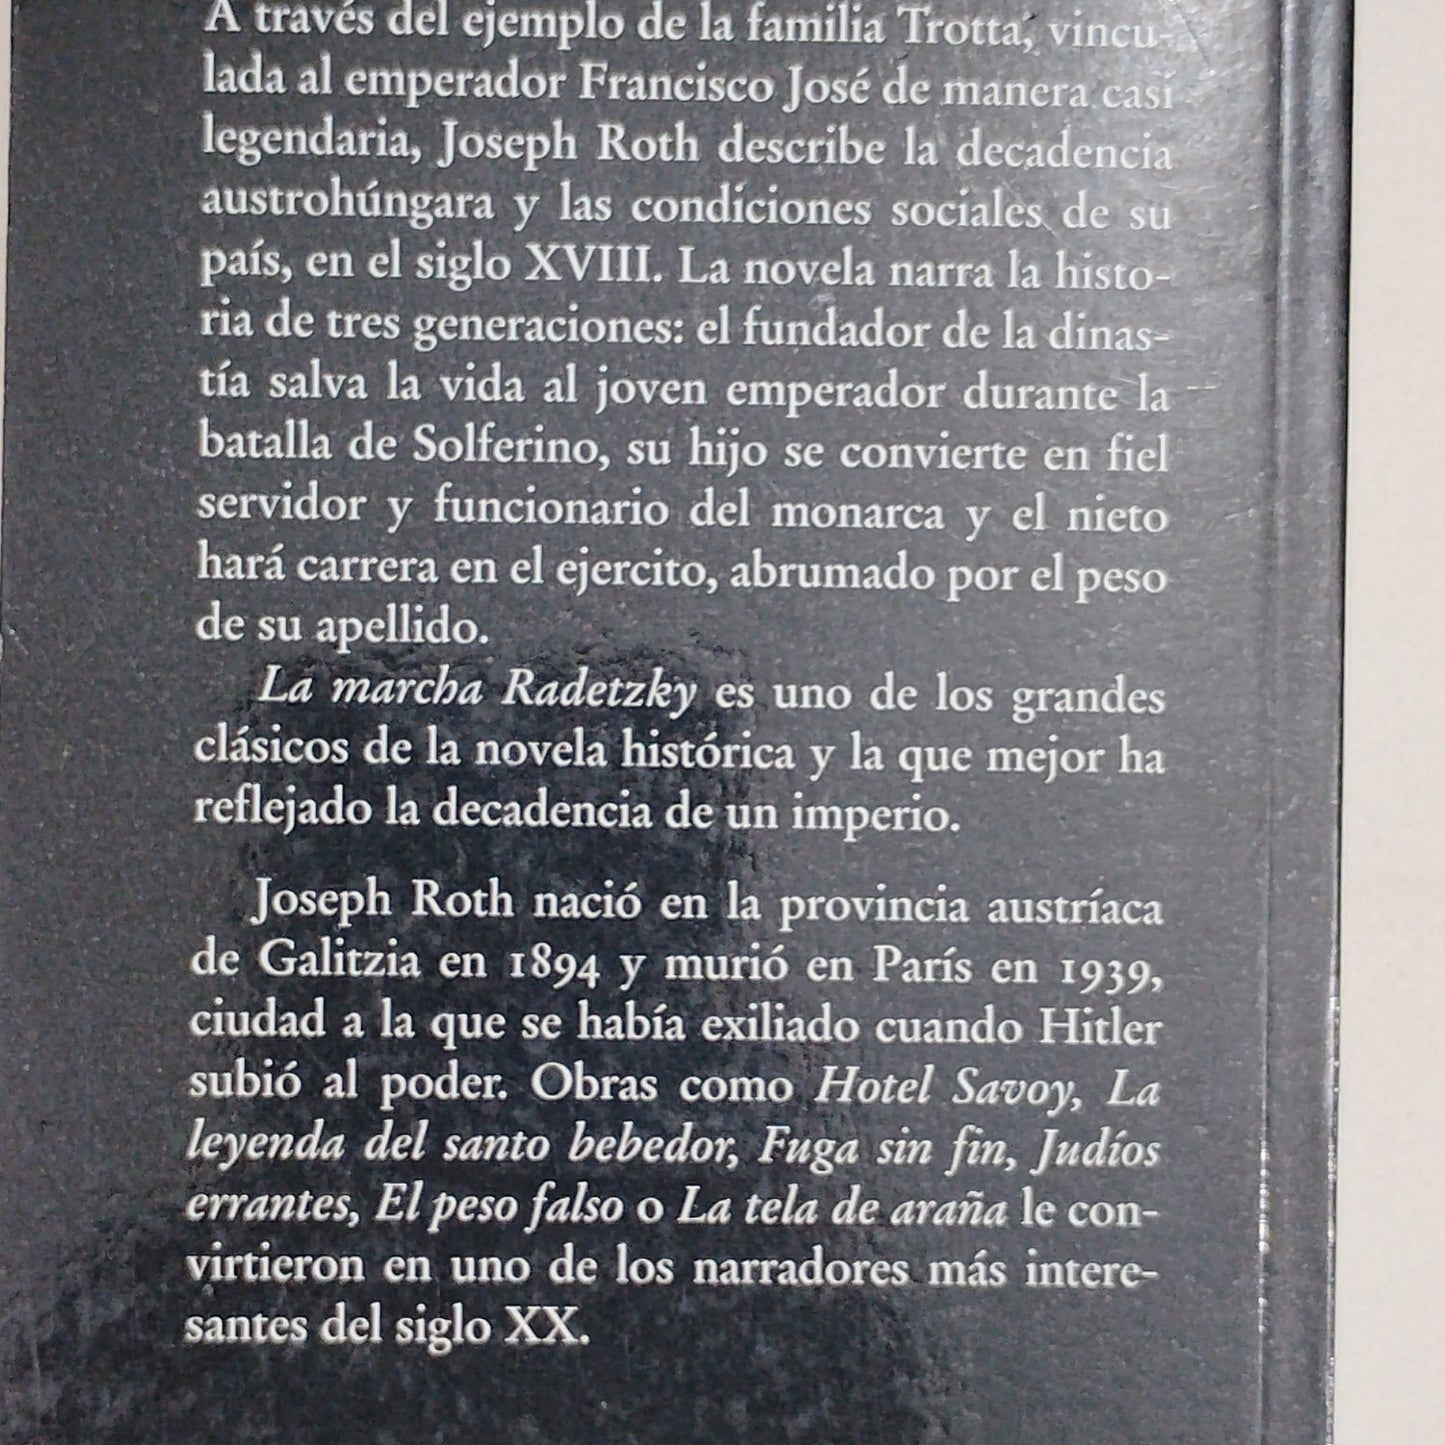 A través del ejemplo de la familia Trotta, vincu-
lada al emperador Francisco José de manera casi
legendaria, Joseph Roth describe la decadencia
austrohúngara y las condiciones sociales de su
país, en el siglo XVIII. La novela narra la histo-
ria de tres generaciones: el fundador de la dinas-
tía salva la vida al joven emperador durante la
batalla de Solferino, su hijo se convierte en fiel
servidor y funcionario del monarca y el nieto
hará carrera en el ejercito, abrumado por el peso
de su apellido.
La marcha Radetzky es uno de los grandes
clásicos de la novela histórica y la que mejor ha
reflejado la decadencia de un imperio.
Joseph Roth nació en la provincia austríaca
de Galitzia en 1894 y murió en París en 1939,
ciudad a la que se había exiliado cuando Hitler
subió al poder. Obras como Hotel Savoy, La
leyenda del santo bebedor, Fuga sin fin, Judíos
errantes, El peso falso o La tela de araña le con-
virtieron en uno de los narradores más intere-
santes del siglo XX.